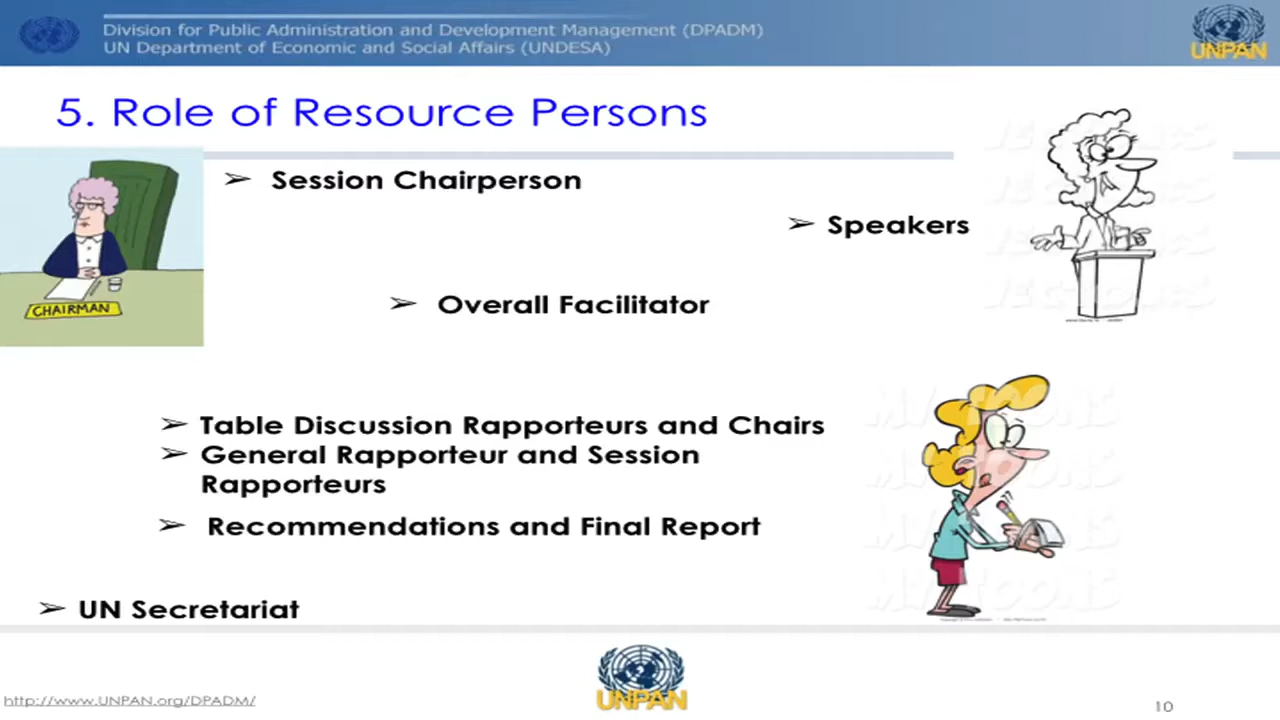 Division for Public Administration and Development Management (DPADM)
UN Department of Economic and Social Affairs (UNDESA)
UNPAN
5. Role of Resource Persons
➢ Session Chairperson
➢ Speakers
CHAIRMAN
➢ Overall Facilitator
➢ Table Discussion Rapporteurs and Chairs
➢ General Rapporteur and Session
Rapporteurs
➢ Recommendations and Final Report
➢ UN Secretariat
UNPAN
http://www.UNPAN.org/DPADM/
10